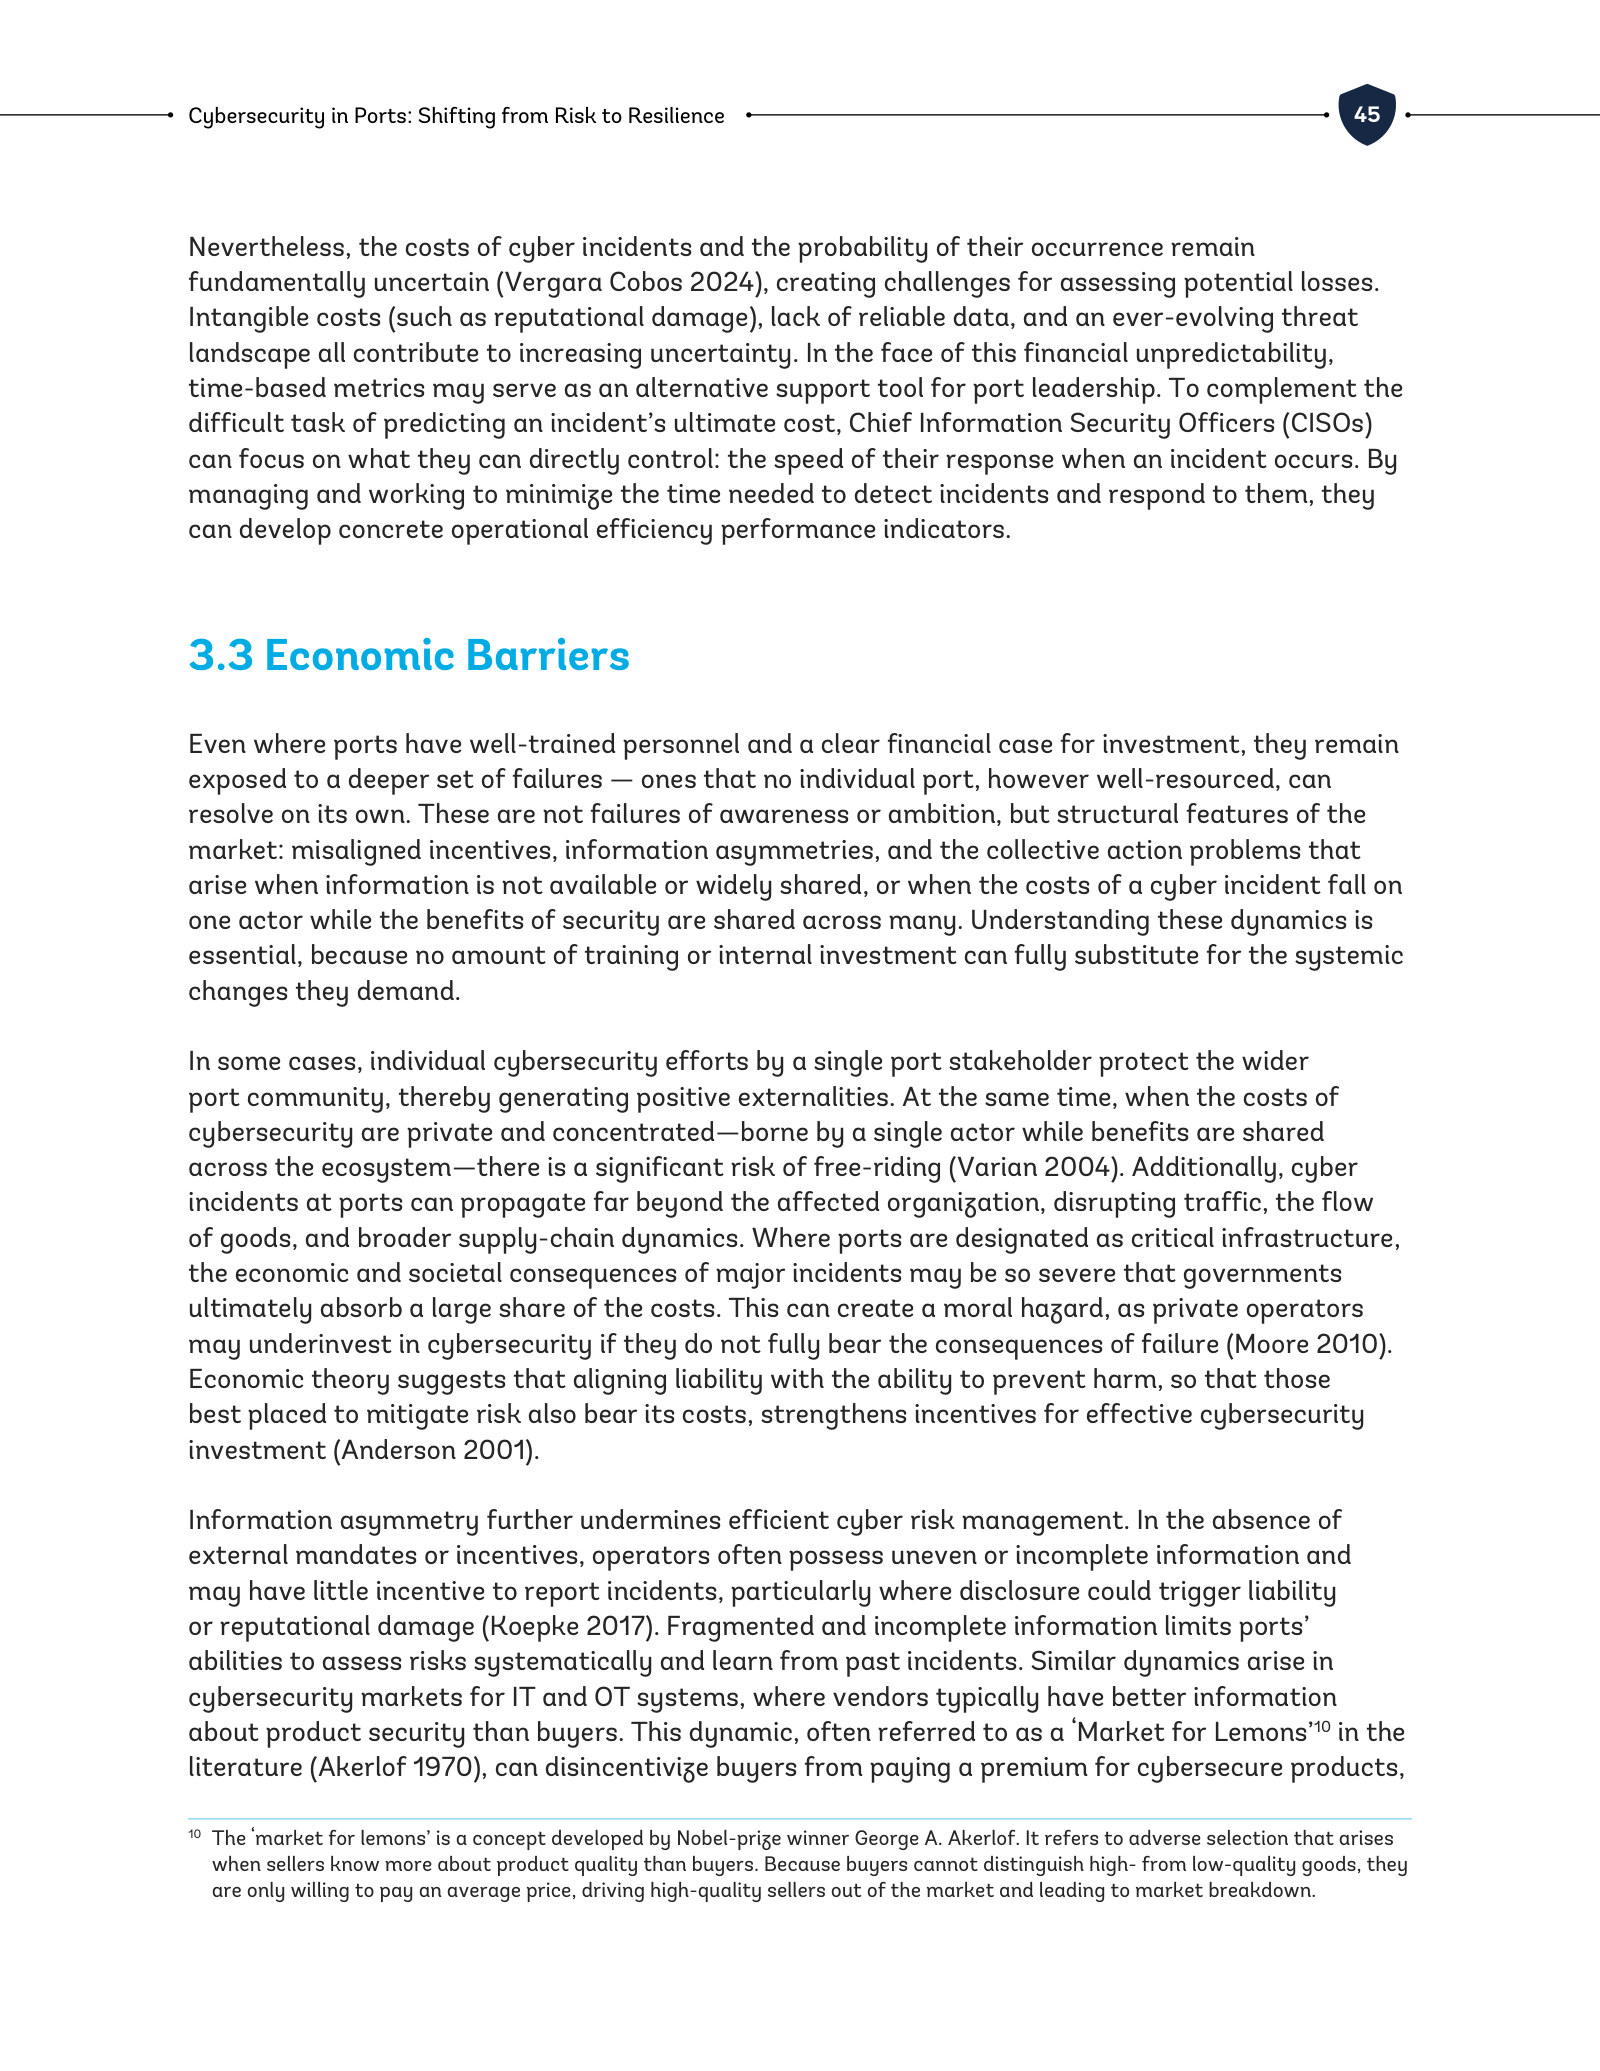 Cybersecurity in Ports: Shifting from Risk to Resilience
45
Nevertheless, the costs of cyber incidents and the probability of their occurrence remain
fundamentally uncertain (Vergara Cobos 2024), creating challenges for assessing potential losses.
Intangible costs (such as reputational damage), lack of reliable data, and an ever-evolving threat
landscape all contribute to increasing uncertainty. In the face of this financial unpredictability,
time-based metrics may serve as an alternative support tool for port leadership. To complement the
difficult task of predicting an incident’s ultimate cost, Chief Information Security Officers (CISOs)
can focus on what they can directly control: the speed of their response when an incident occurs. By
managing and working to minimize the time needed to detect incidents and respond to them, they
can develop concrete operational efficiency performance indicators.
3.3 Economic Barriers
Even where ports have well-trained personnel and a clear financial case for investment, they remain
exposed to a deeper set of failures — ones that no individual port, however well-resourced, can
resolve on its own. These are not failures of awareness or ambition, but structural features of the
market: misaligned incentives, information asymmetries, and the collective action problems that
arise when information is not available or widely shared, or when the costs of a cyber incident fall on
one actor while the benefits of security are shared across many. Understanding these dynamics is
essential, because no amount of training or internal investment can fully substitute for the systemic
changes they demand.
In some cases, individual cybersecurity efforts by a single port stakeholder protect the wider
port community, thereby generating positive externalities. At the same time, when the costs of
cybersecurity are private and concentrated—borne by a single actor while benefits are shared
across the ecosystem—there is a significant risk of free-riding (Varian 2004). Additionally, cyber
incidents at ports can propagate far beyond the affected organization, disrupting traffic, the flow
of goods, and broader supply-chain dynamics. Where ports are designated as critical infrastructure,
the economic and societal consequences of major incidents may be so severe that governments
ultimately absorb a large share of the costs. This can create a moral hazard, as private operators
may underinvest in cybersecurity if they do not fully bear the consequences of failure (Moore 2010).
Economic theory suggests that aligning liability with the ability to prevent harm, so that those
best placed to mitigate risk also bear its costs, strengthens incentives for effective cybersecurity
investment (Anderson 2001).
Information asymmetry further undermines efficient cyber risk management. In the absence of
external mandates or incentives, operators often possess uneven or incomplete information and
may have little incentive to report incidents, particularly where disclosure could trigger liability
or reputational damage (Koepke 2017). Fragmented and incomplete information limits ports’
abilities to assess risks systematically and learn from past incidents. Similar dynamics arise in
cybersecurity markets for IT and OT systems, where vendors typically have better information
about product security than buyers. This dynamic, often referred to as a ‘Market for Lemons’¹⁰ in the
literature (Akerlof 1970), can disincentivize buyers from paying a premium for cybersecure products,
¹⁰ The ‘market for lemons’ is a concept developed by Nobel-prize winner George A. Akerlof. It refers to adverse selection that arises
when sellers know more about product quality than buyers. Because buyers cannot distinguish high- from low-quality goods, they
are only willing to pay an average price, driving high-quality sellers out of the market and leading to market breakdown.